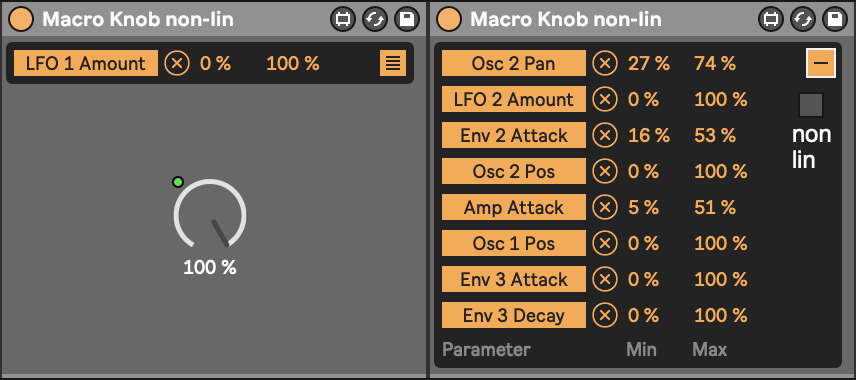 Macro Knob non-lin
LFO 1 Amount 0 % 100 %
100 %
Macro Knob non-lin
Osc 2 Pan 27 % 74 %
LFO 2 Amount 0 % 100 %
Env 2 Attack 16 % 53 %
Osc 2 Pos 0 % 100 %
Amp Attack 5 % 51 %
Osc 1 Pos 0 % 100 %
Env 3 Attack 0 % 100 %
Env 3 Decay 0 % 100 %
Parameter Min Max
non
lin